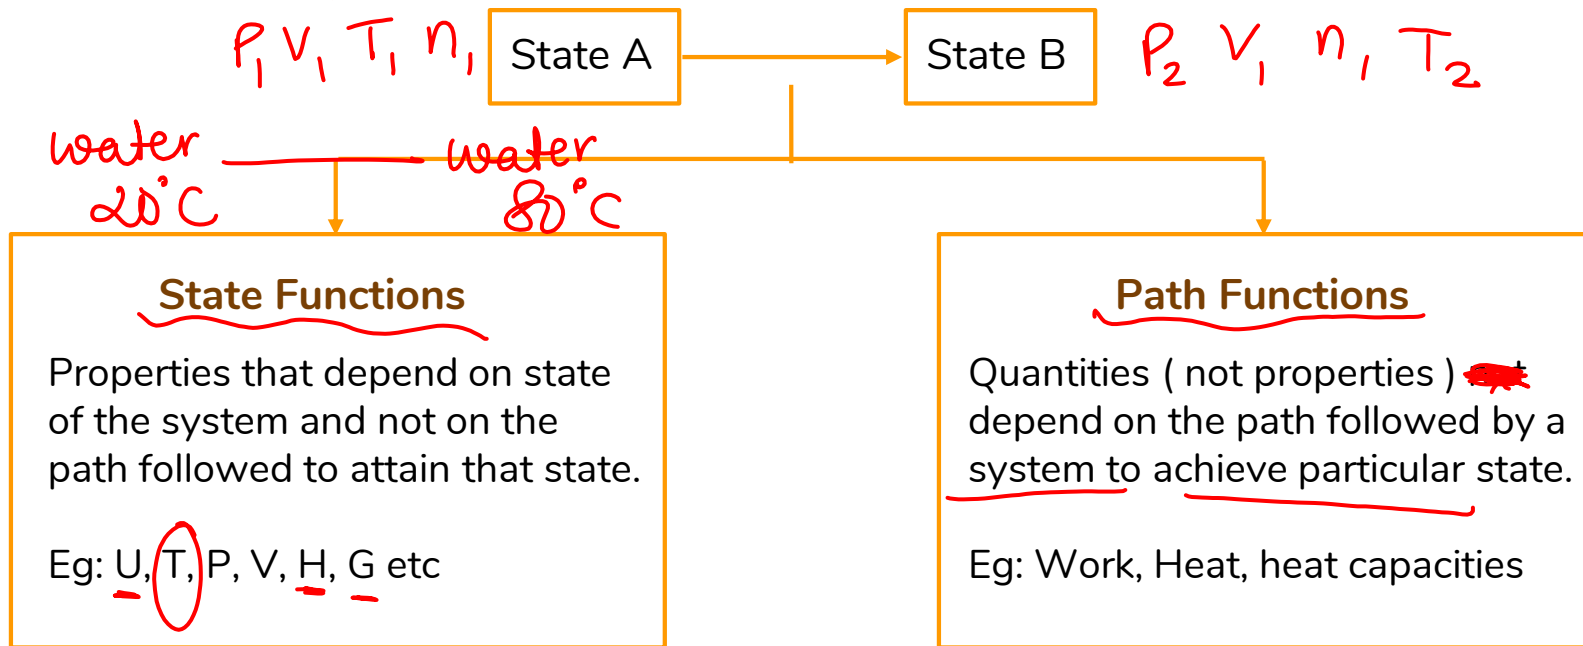 P₁ V₁ T₁ n₁ State A State B P₂ V₁ n₁ T₂
water water
20°C 80°C
State Functions
Properties that depend on state
of the system and not on the
path followed to attain that state.
Eg: U, T, P, V, H, G etc
Path Functions
Quantities ( not properties )
depend on the path followed by a
system to achieve particular state.
Eg: Work, Heat, heat capacities